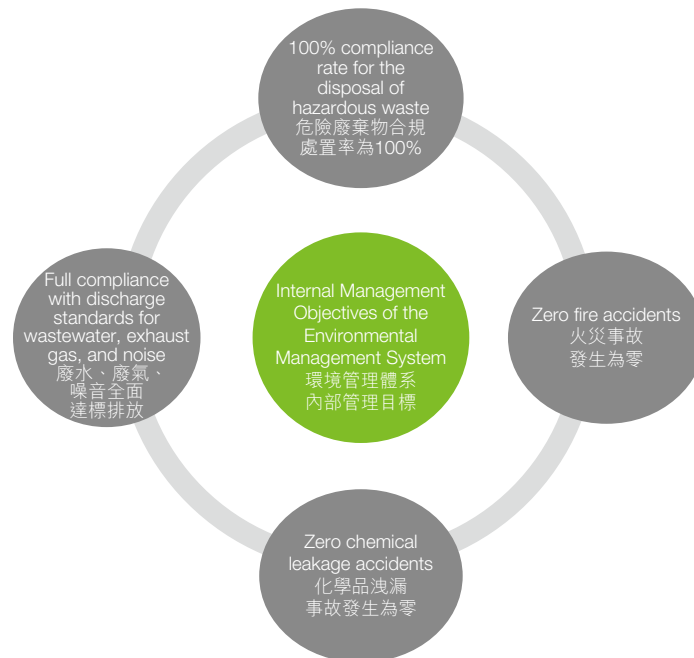 100% compliance
rate for the
disposal of
hazardous waste
危險廢棄物合規
處置率為100%
Full compliance
with discharge
standards for
wastewater, exhaust
gas, and noise
廢水、廢氣、
噪音全面
達標排放
Internal Management
Objectives of the
Environmental
Management System
環境管理體系
內部管理目標
Zero fire accidents
火災事故
發生為零
Zero chemical
leakage accidents
化學品洩漏
事故發生為零